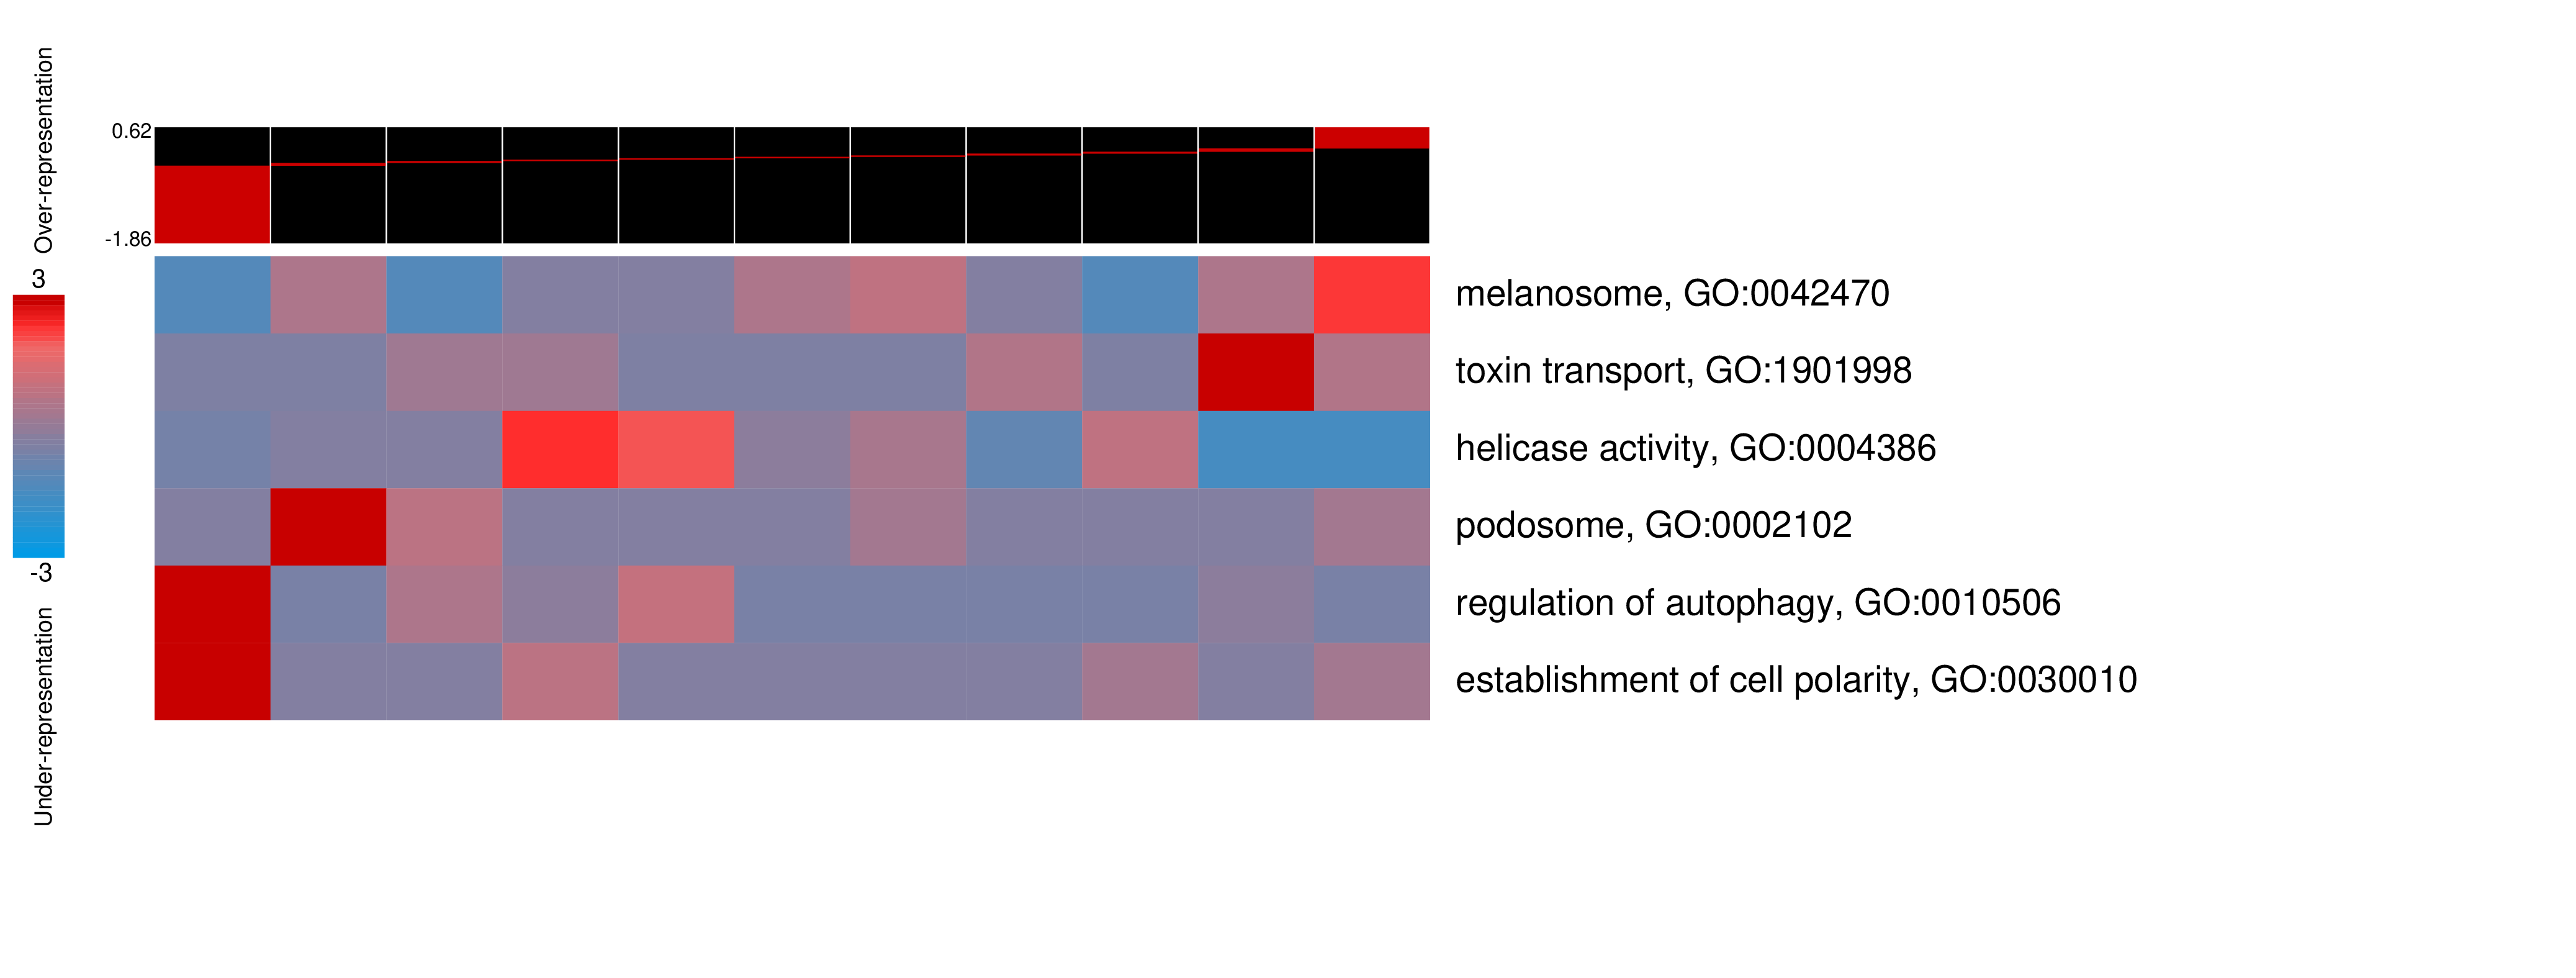 Over-representation
3
-3
Under-representation
0.62
-1.86
melanosome, GO:0042470
toxin transport, GO:1901998
helicase activity, GO:0004386
podosome, GO:0002102
regulation of autophagy, GO:0010506
establishment of cell polarity, GO:0030010